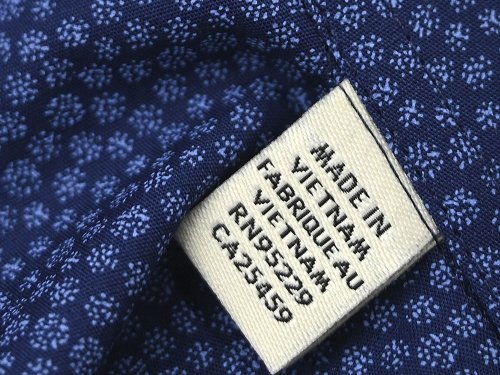 MADE IN
VIETNAM
FABRIQUE AU
VIETNAM
RN95229
CA25459